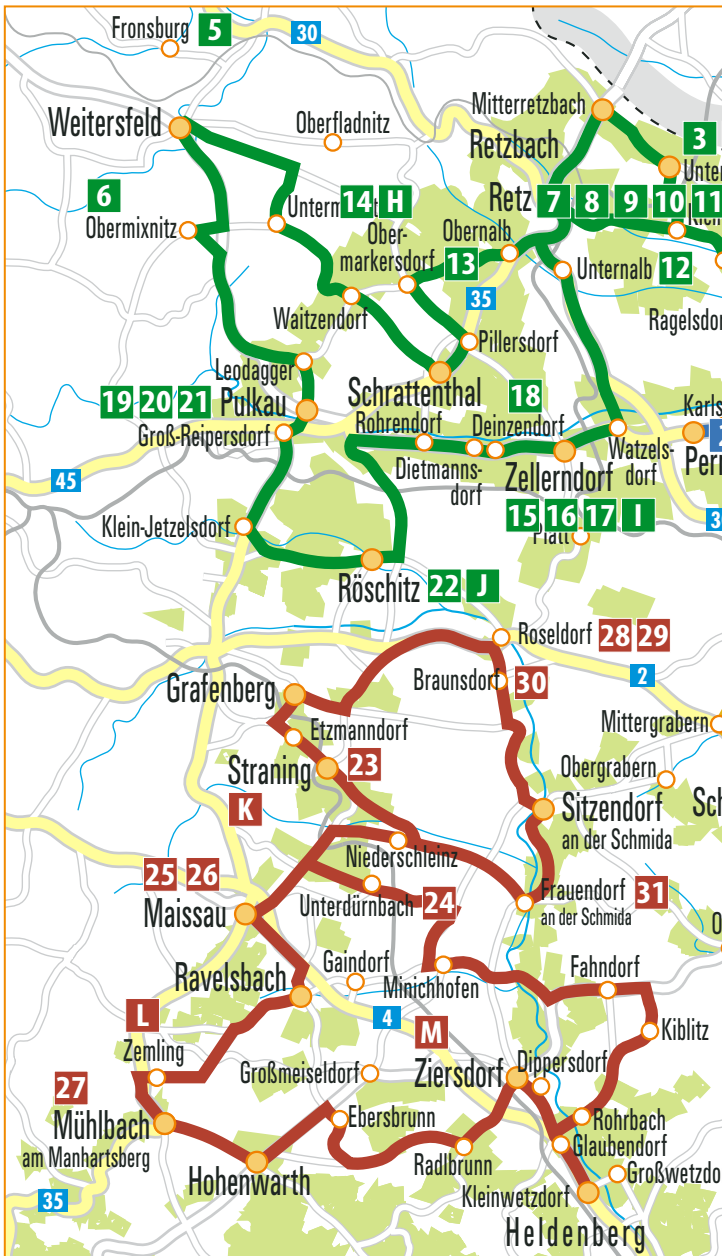 Fronsburg 5
30
Mitterretzbach
Weitersfeld
Oberfladnitz
Retzbach
3
6
14 H
Retz 7 8 9 10 11
Obermixnitz
Ober-
markersdorf
Obernalb
13
Unternalb 12
35
Waitzendorf
Ragelsdor
Pillersdorf
Leodagger
Schrattenthal
18
19 20 21
Pulkau
Rohrendorf
Deinzendorf
Karls
Groß-Reipersdorf
Dietmanns-
dorf
Watzels-
dorf
Zellerndorf
45
15 16 17 I
Klein-Jetzelsdorf
Platt
Röschitz 22 J
Roseldorf 28 29
Grafenberg
Braunsdorf 30
2
Etzmanndorf
Mittergrabern
Straning 23
Obergrabern
K
Sitzendorf
an der Schmida
Niederschleinz
25 26
Maissau
Unterdürnbach 24
Frauendorf 31
an der Schmida
Gaindorf
Minichhofen
Fahndorf
Ravelsbach
L
4
M
Kiblitz
Zemling
Großmeiseldorf
Ziersdorf
Dippersdorf
27
Mühlbach
am Manhartsberg
Ebersbrunn
Rohrbach
Glaubendorf
Radlbrunn
Hohenwarth
Großwetzdo
Kleinwetzdorf
35
Heldenberg